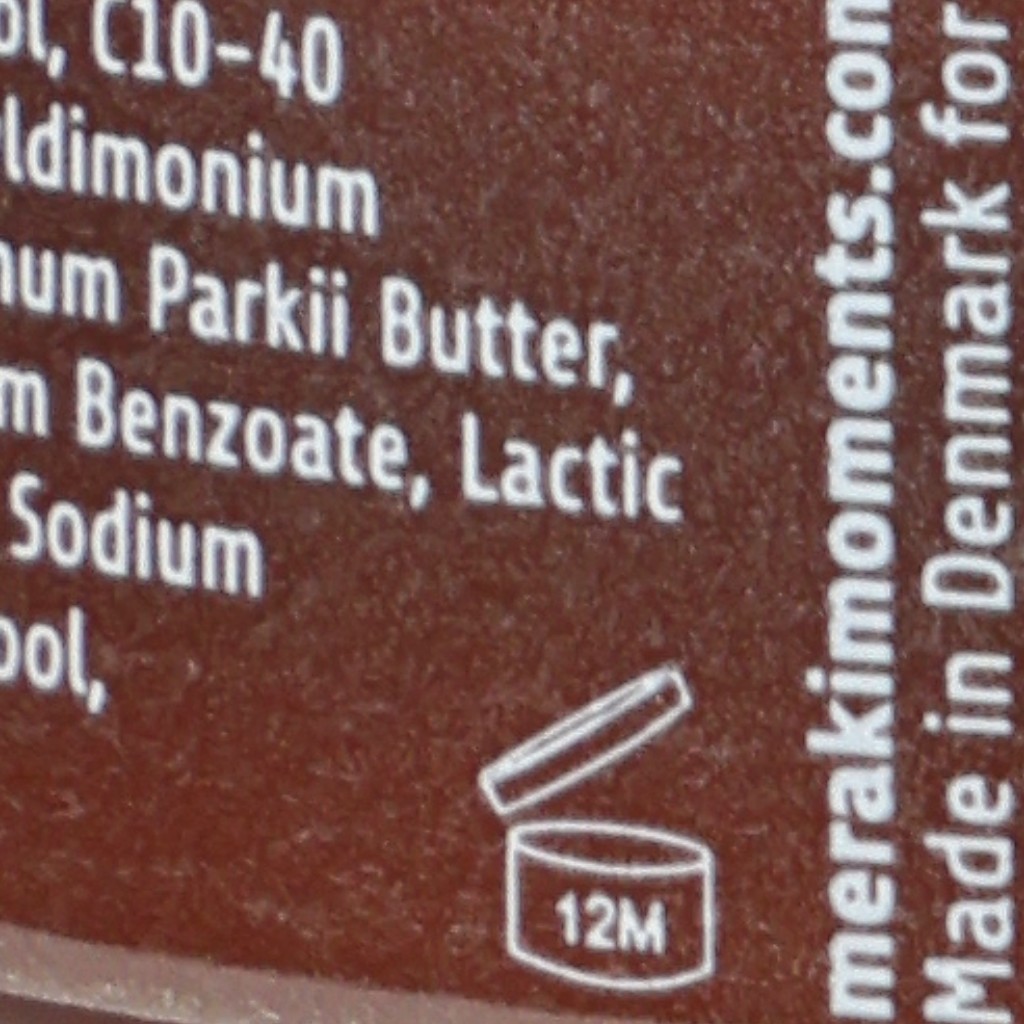 ol, C10-40
ldimonium
num Parkii Butter,
m Benzoate, Lactic
Sodium
ool,
12M
merakimoments.com
Made in Denmark for